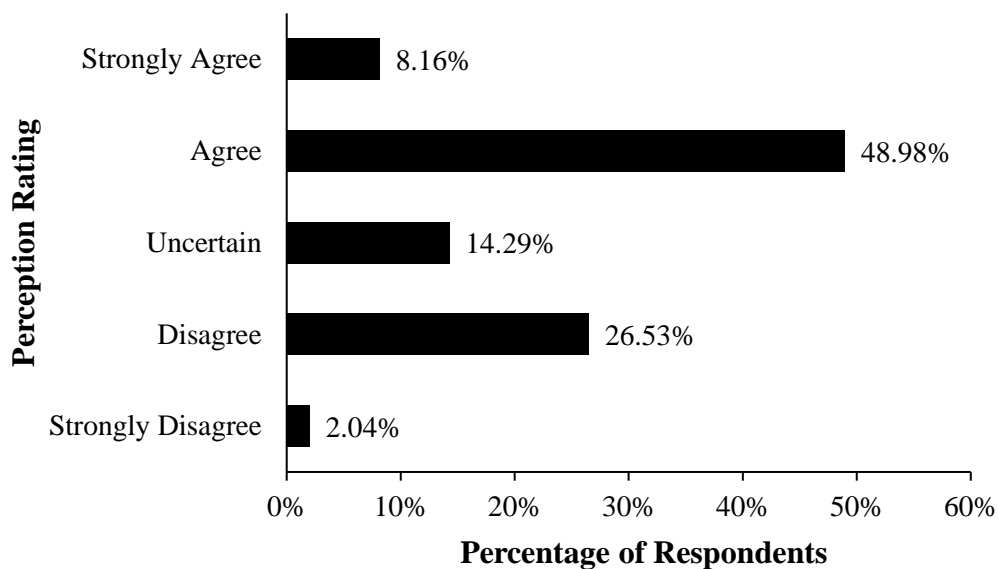 Perception Rating
Strongly Agree
8.16%
Agree
48.98%
Uncertain
14.29%
Disagree
26.53%
Strongly Disagree
2.04%
0%
10%
20%
30%
40%
50%
60%
Percentage of Respondents